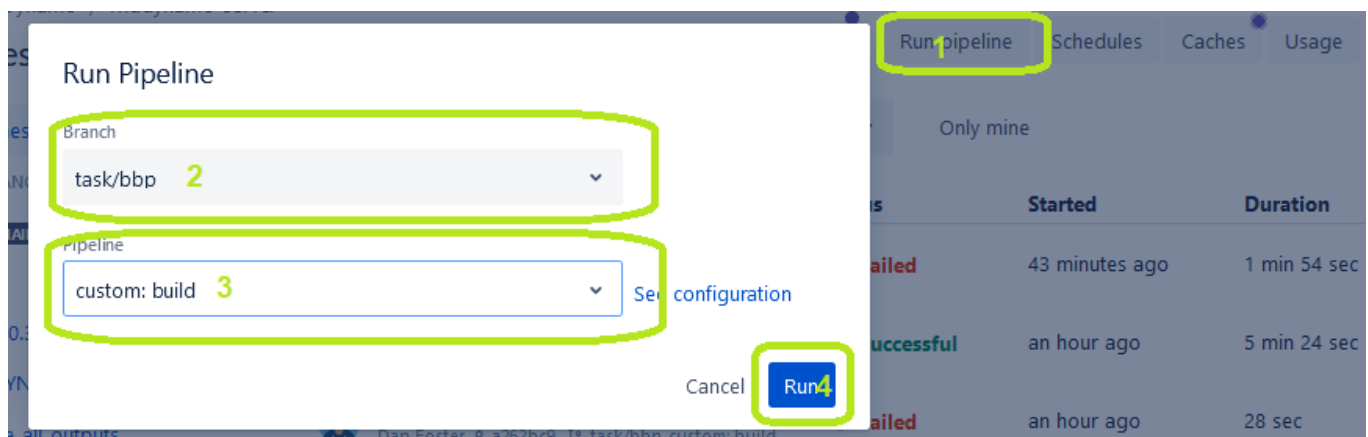 Run pipeline
1
Schedules
Caches
Usage
Run Pipeline
Branch
task/bbp
2
Only mine
Started
Duration
Pipeline
custom: build
3
See configuration
ailed
43 minutes ago
1 min 54 sec
uccessful
an hour ago
5 min 24 sec
Cancel
Run
4
ailed
an hour ago
28 sec